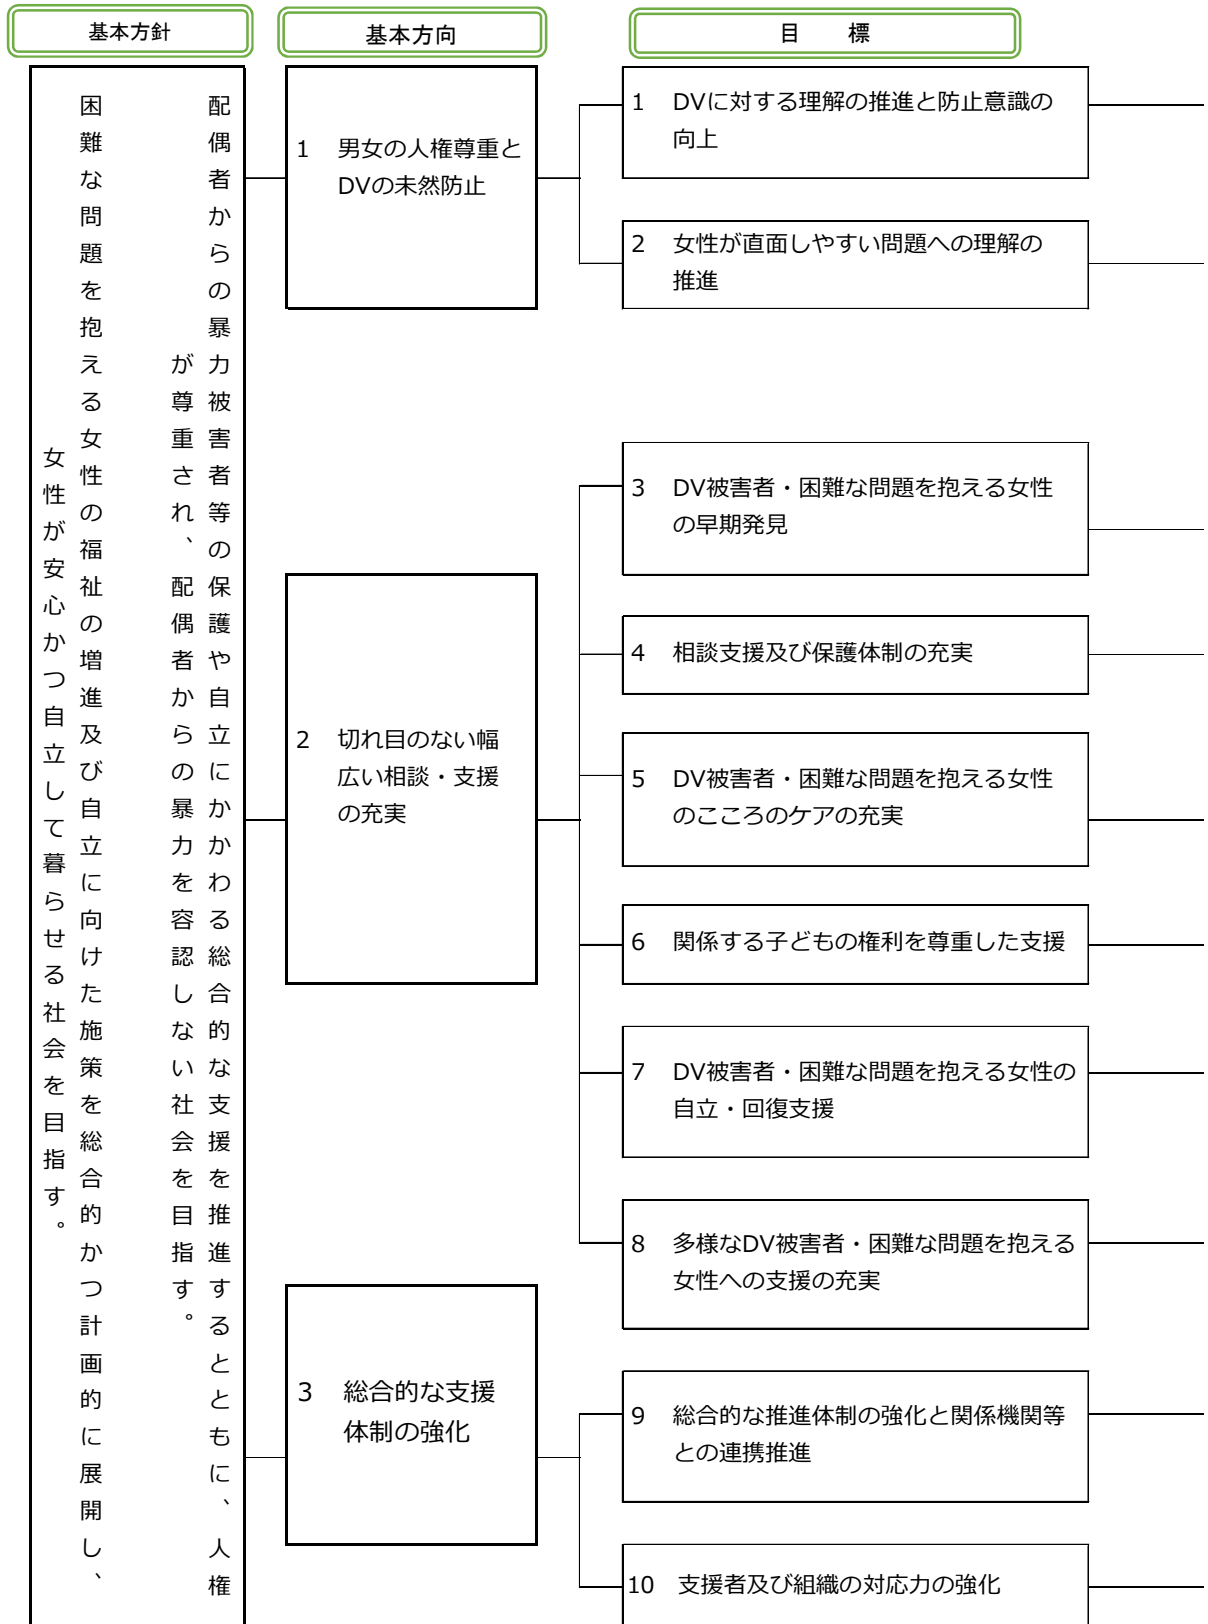 基本方針
基本方向
目　標
配偶者からの暴力被害者等の保護や自立にかかわる総合的な支援を推進するとともに、人権
が尊重され、配偶者からの暴力を容認しない社会を目指す。
困難な問題を抱える女性の福祉の増進及び自立に向けた施策を総合的かつ計画的に展開し、
女性が安心かつ自立して暮らせる社会を目指す。
1　男女の人権尊重と
DVの未然防止
1　DVに対する理解の推進と防止意識の
向上
2　女性が直面しやすい問題への理解の
推進
2　切れ目のない幅
広い相談・支援
の充実
3　DV被害者・困難な問題を抱える女性
の早期発見
4　相談支援及び保護体制の充実
5　DV被害者・困難な問題を抱える女性
のこころのケアの充実
6　関係する子どもの権利を尊重した支援
7　DV被害者・困難な問題を抱える女性の
自立・回復支援
8　多様なDV被害者・困難な問題を抱える
女性への支援の充実
3　総合的な支援
体制の強化
9　総合的な推進体制の強化と関係機関等
との連携推進
10　支援者及び組織の対応力の強化